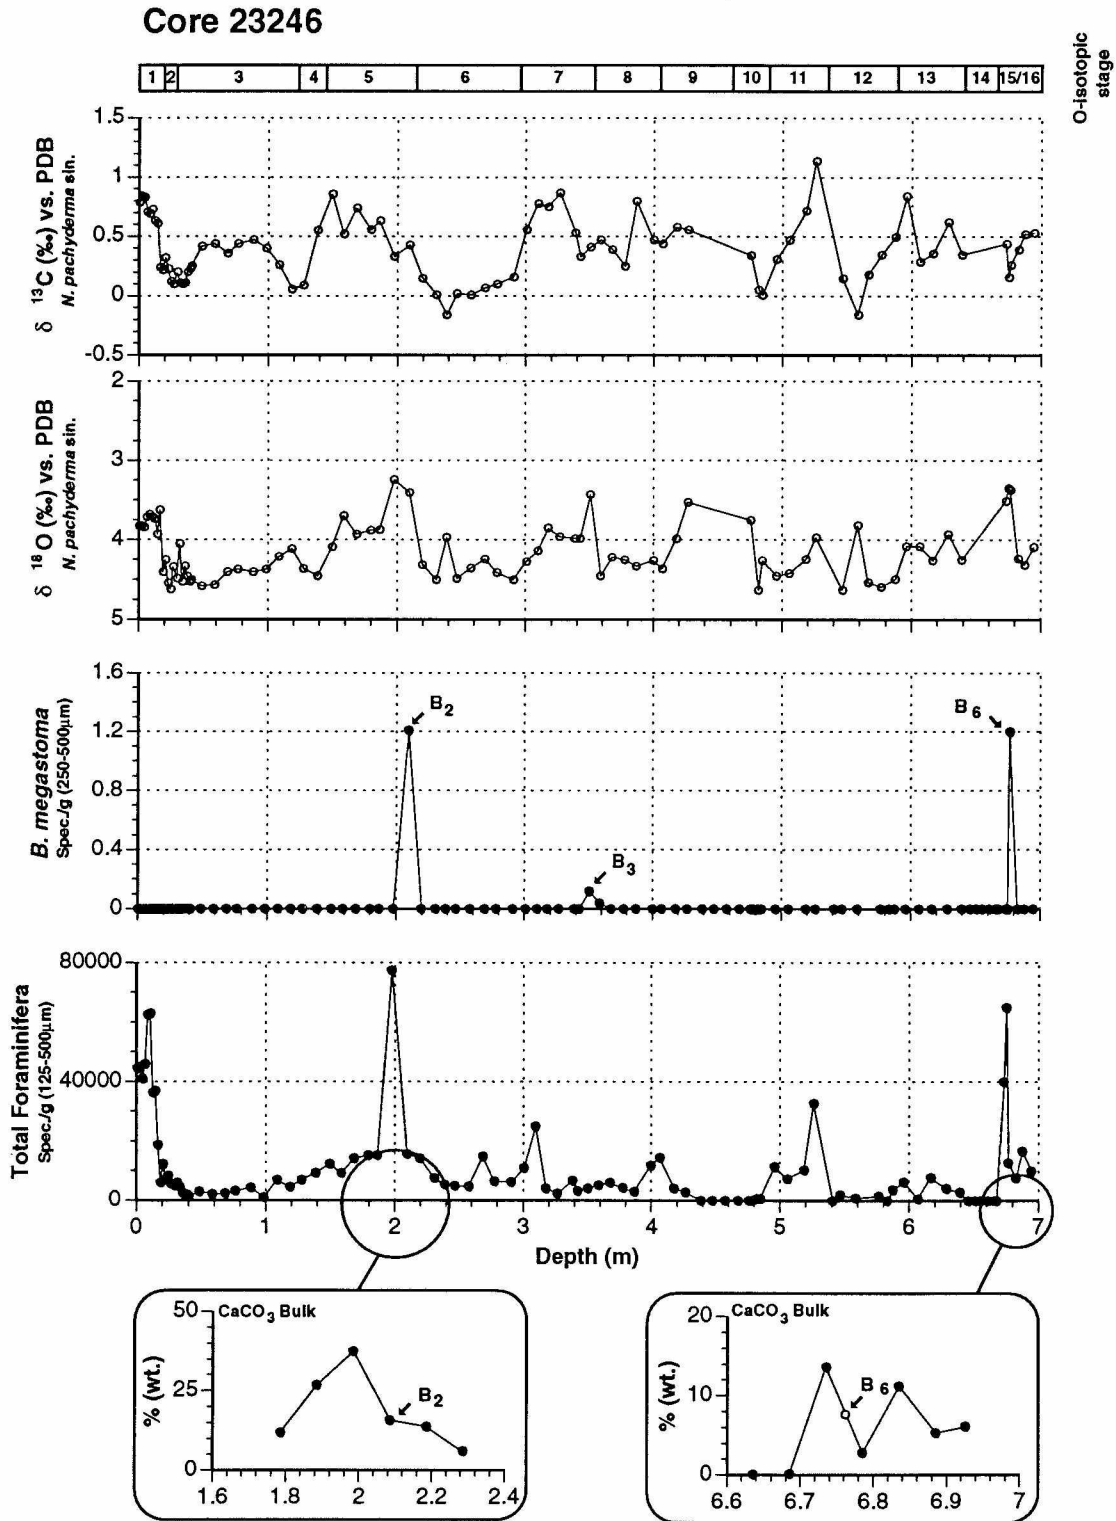 Core 23246
O-isotopic
stage
1 2 3 4 5 6 7 8 9 10 11 12 13 14 15/16
δ 13C (‰) vs. PDB
N. pachyderma sin.
1.5
1
0.5
0
-0.5
δ 18O (‰) vs. PDB
N. pachyderma sin.
2
3
4
5
B. megastoma
Spec./g (250-500µm)
1.6
1.2
0.8
0.4
0
B2
B3
B6
Total Foraminifera
Spec./g (125-500µm)
80000
40000
0
0 1 2 3 4 5 6 7
Depth (m)
CaCO3 Bulk
% (wt.)
50
25
0
B2
1.6 1.8 2 2.2 2.4
CaCO3 Bulk
% (wt.)
20
10
0
B6
6.6 6.7 6.8 6.9 7